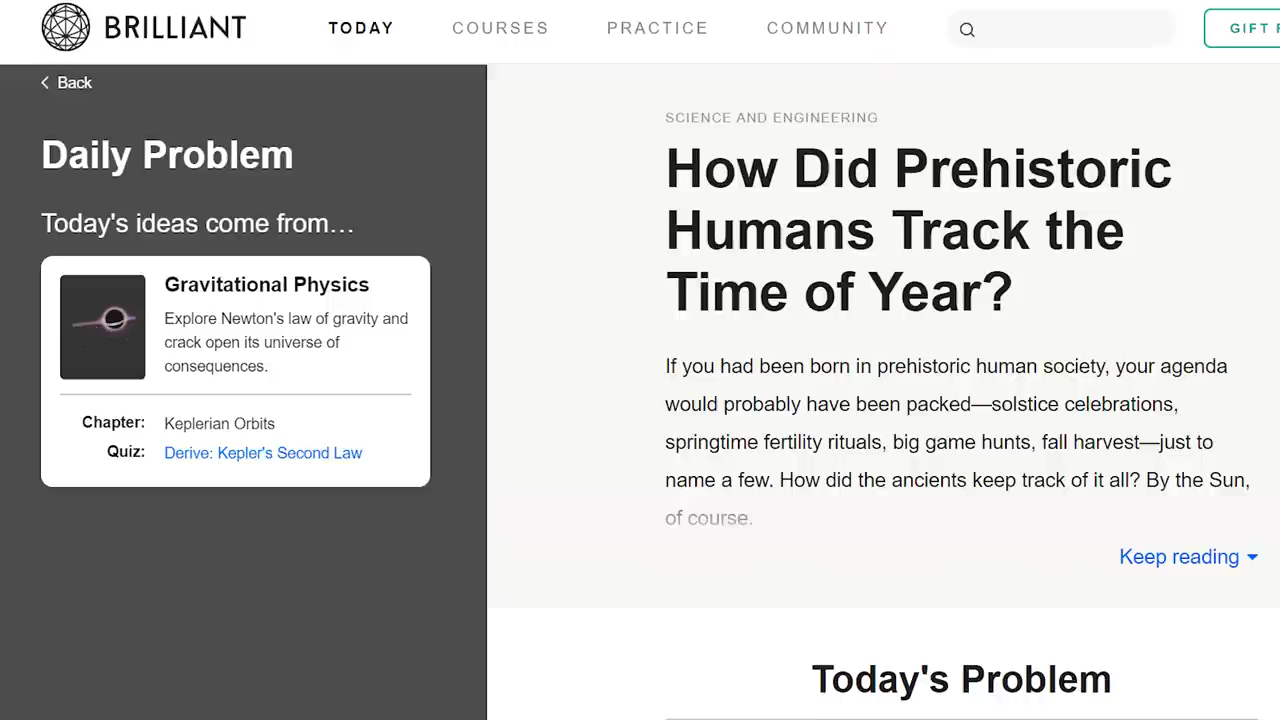 BRILLIANT
TODAY
COURSES
PRACTICE
COMMUNITY
GIFT
Back
Daily Problem
Today's ideas come from…
Gravitational Physics
Explore Newton's law of gravity and
crack open its universe of
consequences.
Chapter: Keplerian Orbits
Quiz: Derive: Kepler's Second Law
SCIENCE AND ENGINEERING
How Did Prehistoric
Humans Track the
Time of Year?
If you had been born in prehistoric human society, your agenda
would probably have been packed—solstice celebrations,
springtime fertility rituals, big game hunts, fall harvest—just to
name a few. How did the ancients keep track of it all? By the Sun,
of course.
Keep reading
Today's Problem